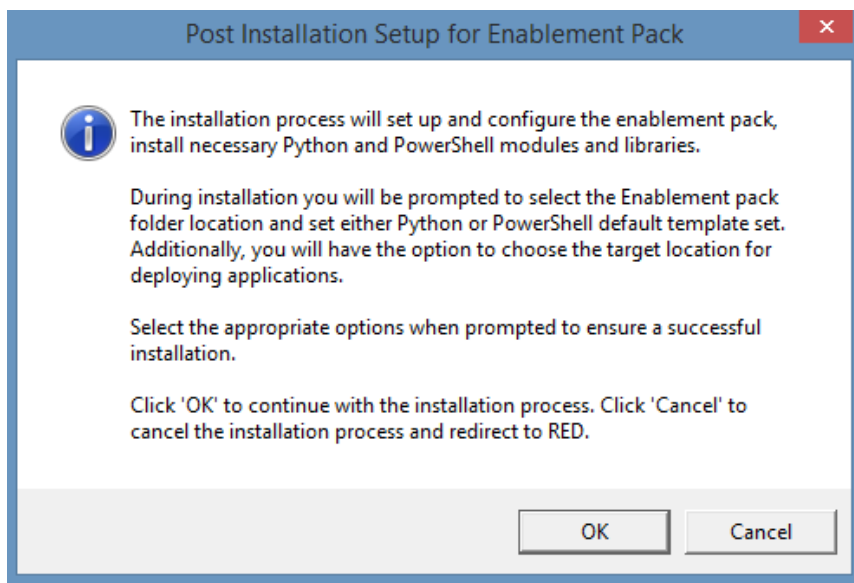 Post Installation Setup for Enablement Pack
The installation process will set up and configure the enablement pack,
install necessary Python and PowerShell modules and libraries.
During installation you will be prompted to select the Enablement pack
folder location and set either Python or PowerShell default template set.
Additionally, you will have the option to choose the target location for
deploying applications.
Select the appropriate options when prompted to ensure a successful
installation.
Click 'OK' to continue with the installation process. Click 'Cancel' to
cancel the installation process and redirect to RED.
OK
Cancel